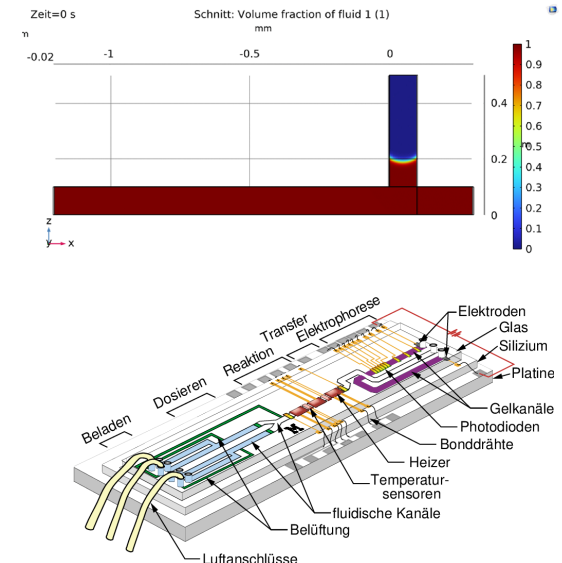 Zeit=0 s
Schnitt: Volume fraction of fluid 1 (1)
mm
m
-0.02
-1
-0.5
0
1
0.9
0.8
0.7
0.6
0.5
0.4
0.3
0.2
0.1
0
0.4
0.2
0
z
y
x
Elektrophorese
Transfer
Reaktion
Dosieren
Beladen
Elektroden
Glas
Silizium
Platine
Gelkanäle
Photodioden
Bonddrähte
Heizer
Temperatur-
sensoren
fluidische Kanäle
Belüftung
Luftanschlüsse